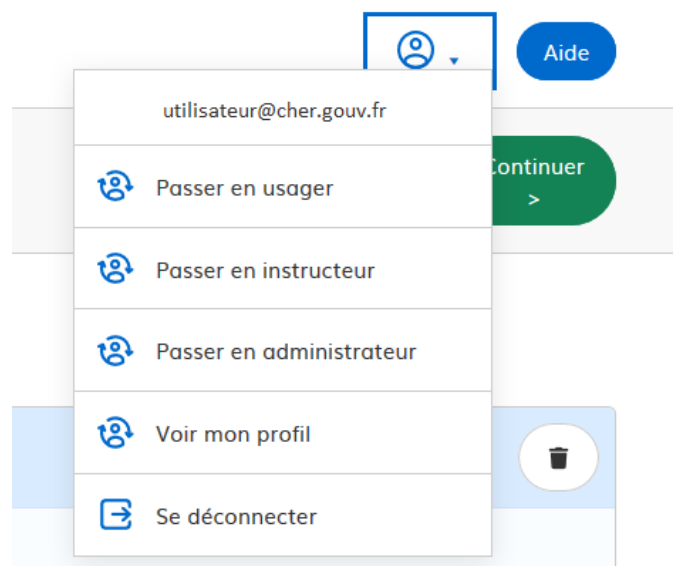 Aide
utilisateur@cher.gouv.fr
Continuer
>
Passer en usager
Passer en instructeur
Passer en administrateur
Voir mon profil
Se déconnecter